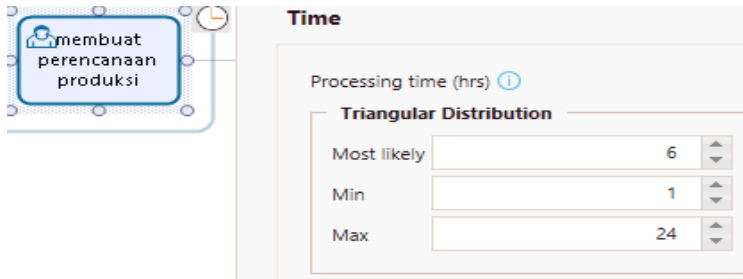 membuat
perencanaan
produksi
Time
Processing time (hrs)
Triangular Distribution
Most likely 6
Min 1
Max 24